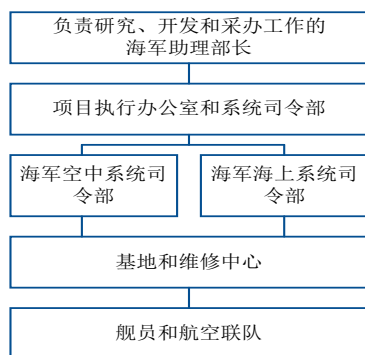 负责研究、开发和采办工作的
海军助理部长
项目执行办公室和系统司令部
海军空中系统司
令部
海军海上系统司
令部
基地和维修中心
舰员和航空联队